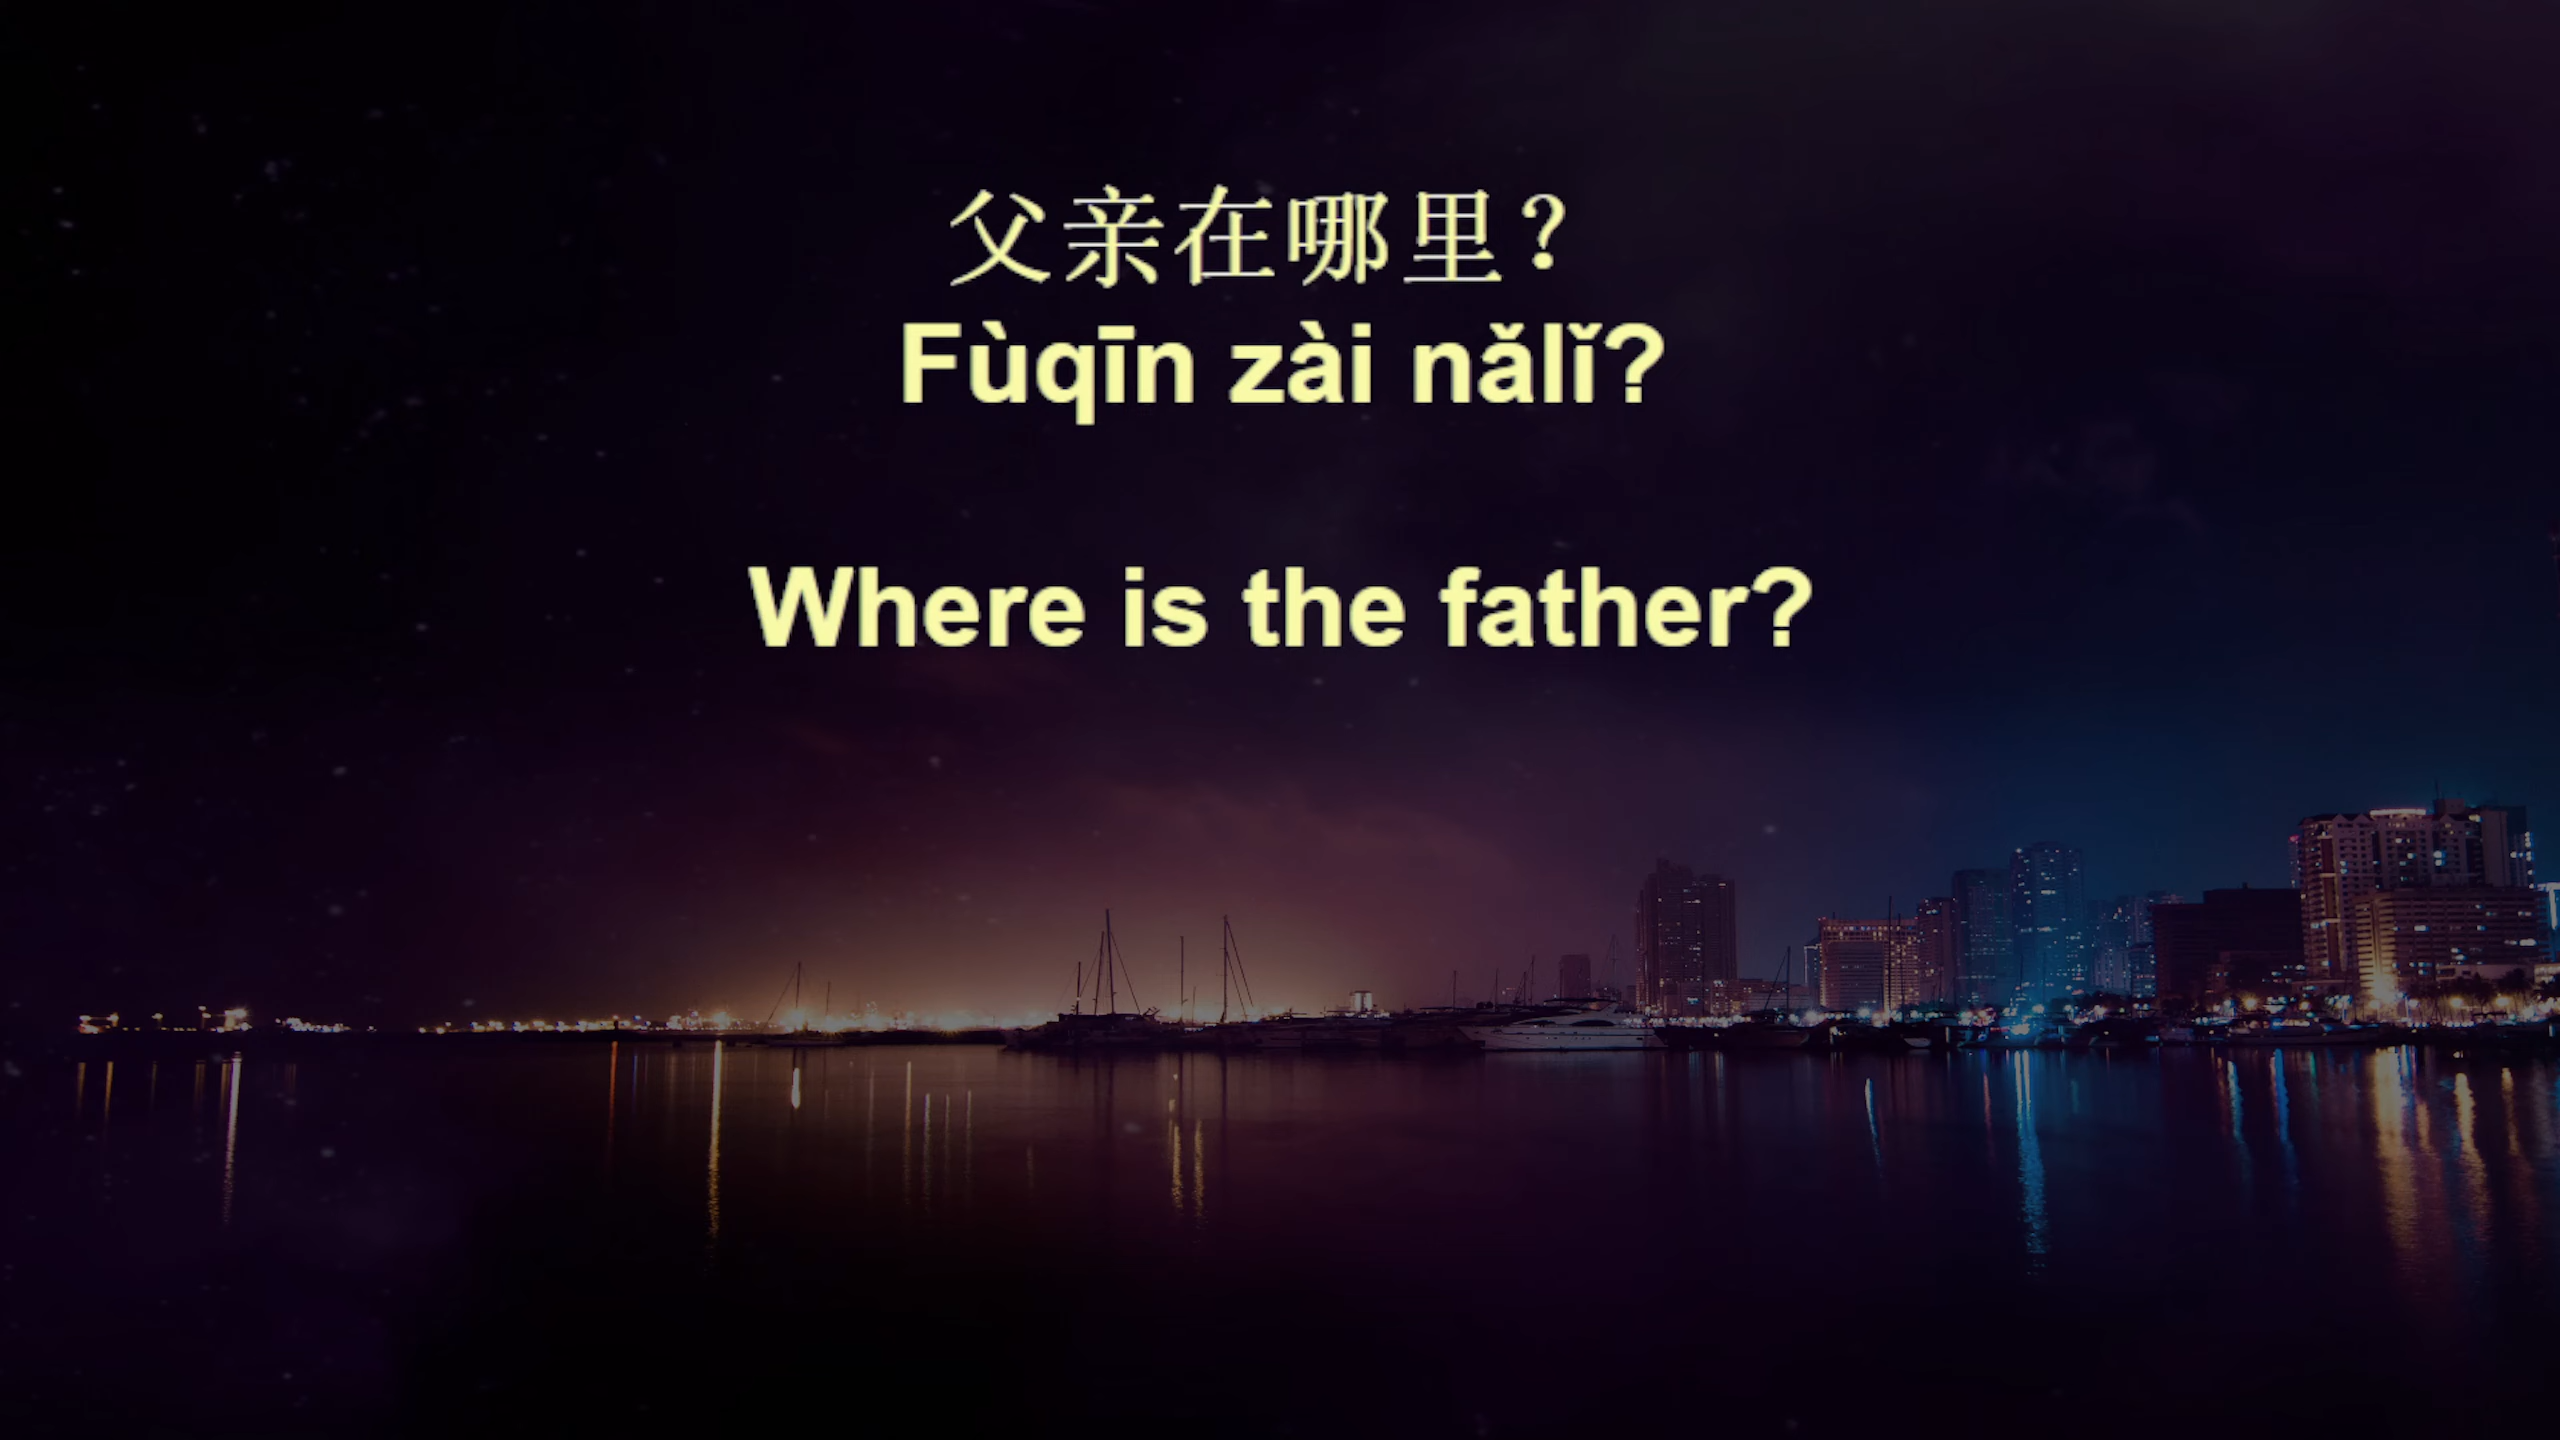 父亲在哪里？
Fùqīn zài nǎlǐ?
Where is the father?